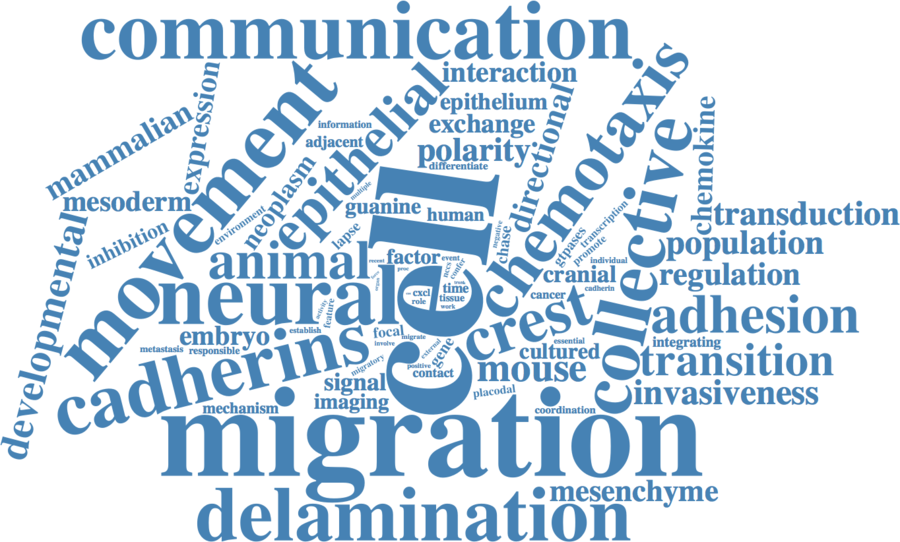 communication
interaction
epithelium
exchange
polarity
differentiate
mammalian
expression
movement
information
adjacent
epithelial
neoplasm
multiple
directional
chemotaxis
chemokine
collective
mesoderm
environment
guanine
human
lapse
inhibition
developmental
animal
neural
factor
event
recent
cell
confer
nccs
time
tissue
work
cxcl
role
negative
chase
gtpases
promote
transcription
individual
cranial
cadherin
cancer
crest
transduction
population
regulation
adhesion
integrating
transition
invasiveness
embryo
establish
activity
feature
focal
migrate
involve
metastasis
responsible
cadherins
migratory
external
gene
positive
contact
signal
imaging
mechanism
essential
cultured
mouse
placodal
coordination
migration
mesenchyme
delamination